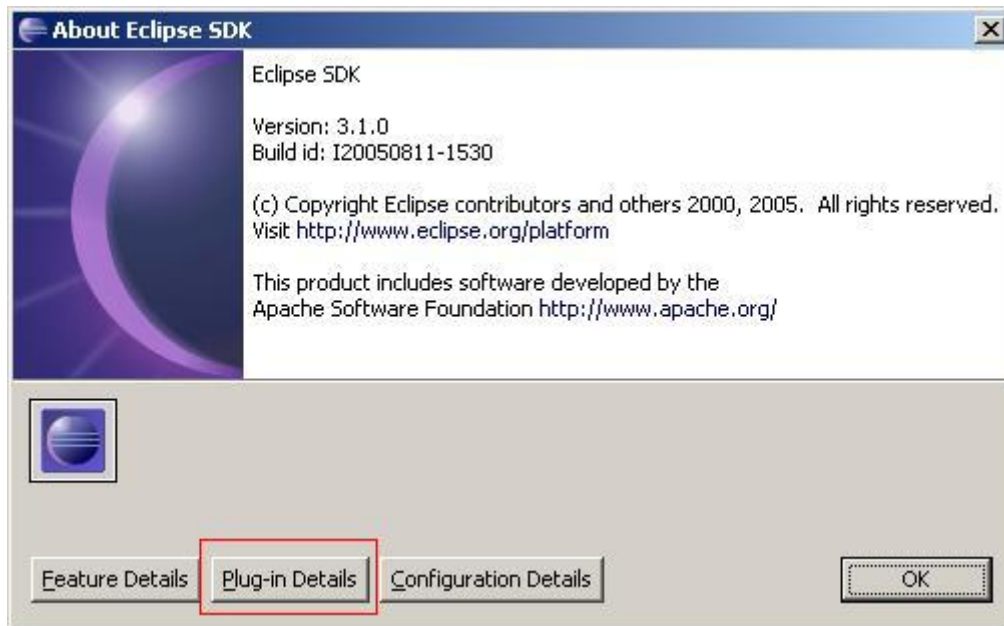 About Eclipse SDK
Eclipse SDK
Version: 3.1.0
Build id: I20050811-1530
(c) Copyright Eclipse contributors and others 2000, 2005.  All rights reserved.
Visit http://www.eclipse.org/platform
This product includes software developed by the
Apache Software Foundation http://www.apache.org/
Feature Details Plug-in Details Configuration Details OK